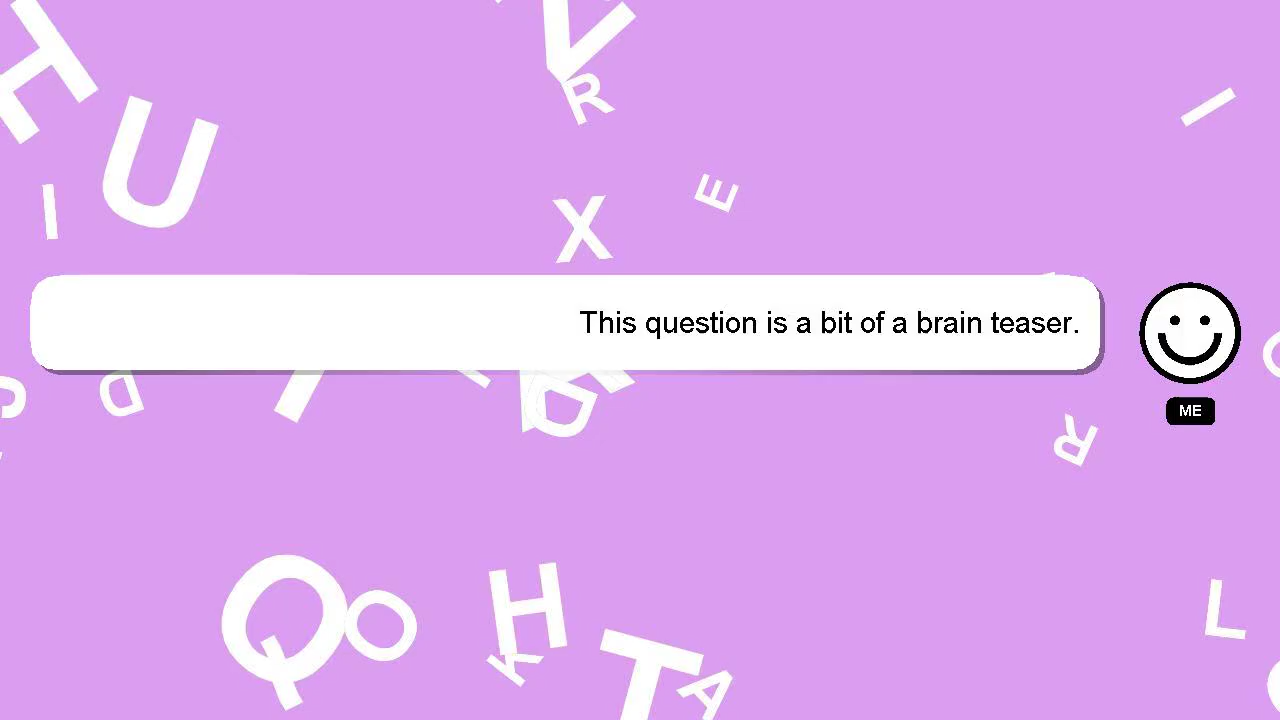 H
U
V
R
I
I
E
X
This question is a bit of a brain teaser.
ME
D
D
R
Q
O
H
K
T
A
L